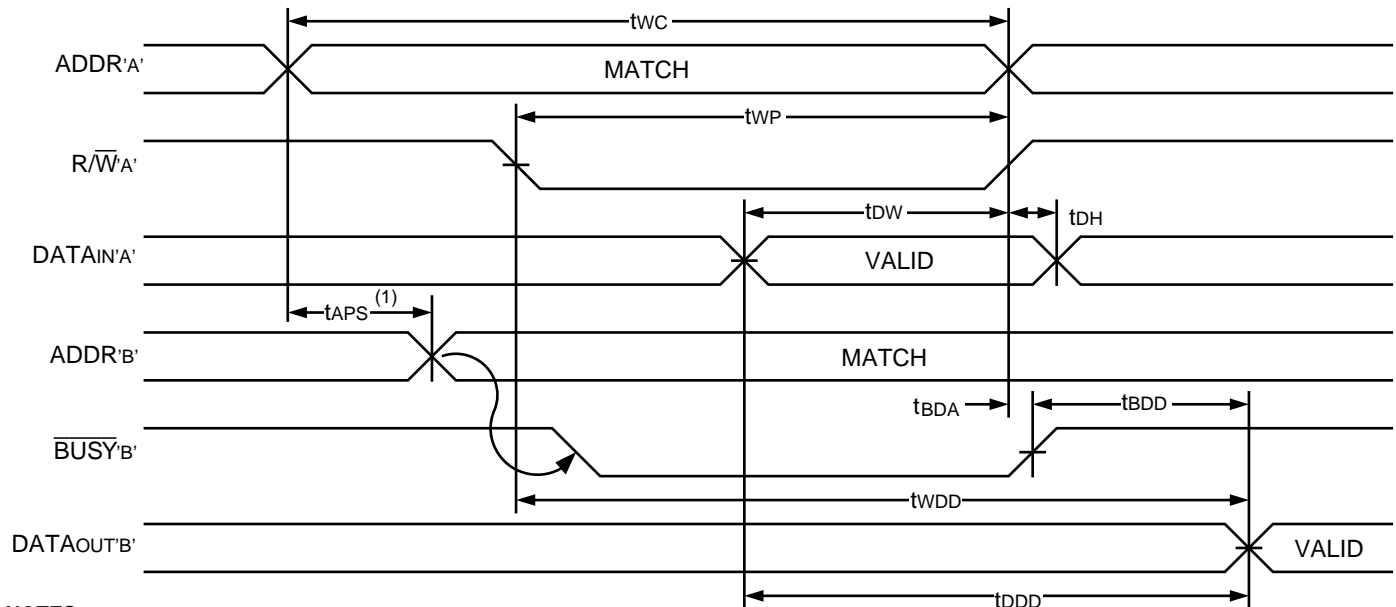 tWC
ADDR'A'
MATCH
tWP
R/W'A'
tDW
tDH
DATAIN'A'
VALID
tAPS (1)
ADDR'B'
MATCH
tBDA
tBDD
BUSY'B'
tWDD
DATAOUT'B'
VALID
tDDD